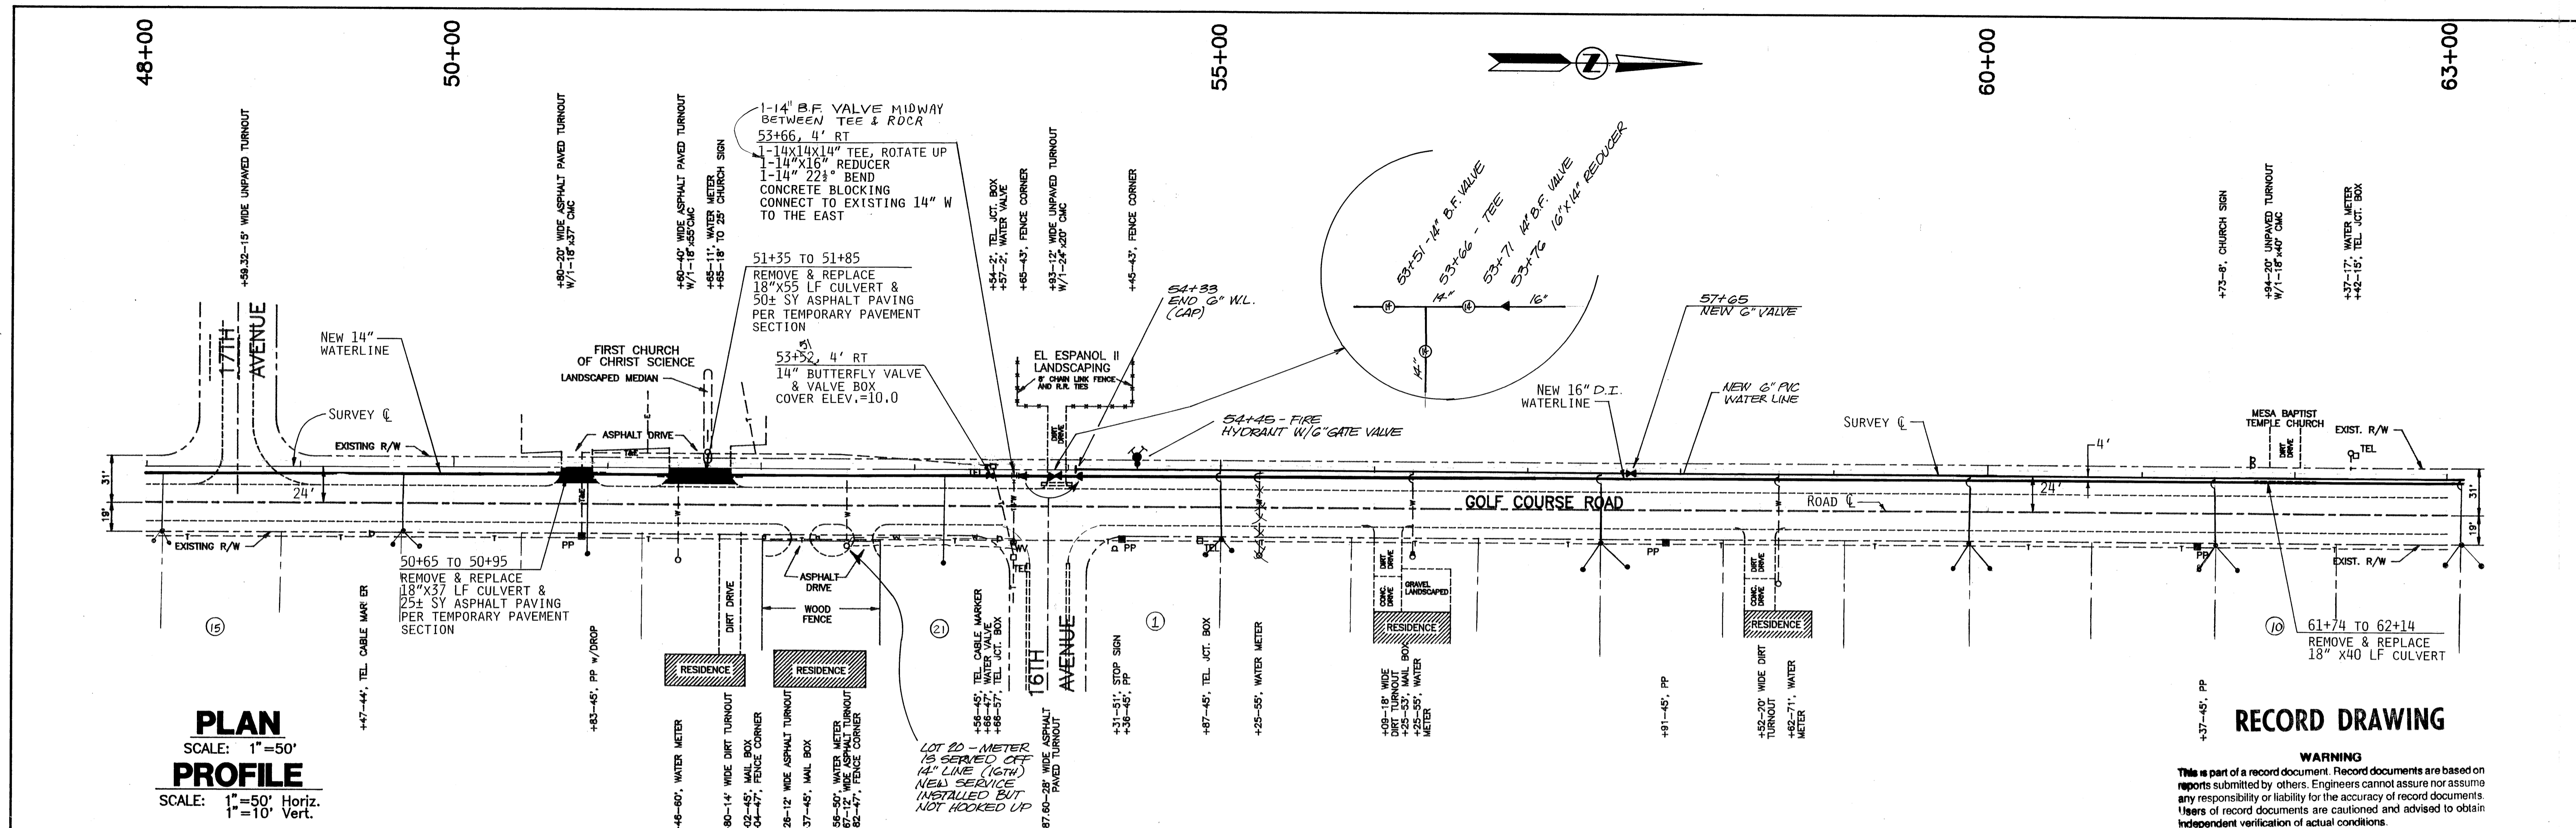 48+00
50+00
55+00
60+00
63+00
+59.32-15' WIDE UNPAVED TURNOUT
+80-20' WIDE ASPHALT PAVED TURNOUT
W/1-18"x37' CMC
+60-40' WIDE ASPHALT PAVED TURNOUT
W/1-18"x55'CMC
+65-11', WATER METER
+65-18' TO 25' CHURCH SIGN
1-14" B.F. VALVE MIDWAY
BETWEEN TEE & RDCR
53+66, 4' RT
1-14X14X14" TEE, ROTATE UP
1-14"X16" REDUCER
1-14" 22½° BEND
CONCRETE BLOCKING
CONNECT TO EXISTING 14" W
TO THE EAST
+54-2', TEL JCT. BOX
+57-2', WATER VALVE
+65-43', FENCE CORNER
+93-12' WIDE UNPAVED TURNOUT
W/1-24"x20' CMC
+45-43', FENCE CORNER
53+51-14" B.F. VALVE
53+66 - TEE
53+71 14" B.F. VALVE
53+76 16"X14" REDUCER
14"
16"
14"
+73-8', CHURCH SIGN
+94-20' UNPAVED TURNOUT
W/1-18"x40' CMC
+37-17', WATER METER
+42-15', TEL JCT. BOX
17TH
AVENUE
NEW 14"
WATERLINE
51+35 TO 51+85
REMOVE & REPLACE
18"X55 LF CULVERT &
50± SY ASPHALT PAVING
PER TEMPORARY PAVEMENT
SECTION
FIRST CHURCH
OF CHRIST SCIENCE
LANDSCAPED MEDIAN
51
53+52, 4' RT
14" BUTTERFLY VALVE
& VALVE BOX
COVER ELEV.=10.0
54+33
END 6" W.L.
(CAP)
EL ESPANOL II
LANDSCAPING
6' CHAIN LINK FENCE
AND R.R. TIES
DIRT
DRIVE
57+65
NEW 6" VALVE
NEW 16" D.I.
WATERLINE
NEW 6" PVC
WATER LINE
54+45 - FIRE
HYDRANT W/6" GATE VALVE
SURVEY ℄
EXISTING R/W
ASPHALT DRIVE
SURVEY ℄
MESA BAPTIST
TEMPLE CHURCH
DIRT
DRIVE
EXIST. R/W
TEL
4'
31'
24'
19'
GOLF COURSE ROAD
ROAD ℄
24'
31'
19'
EXISTING R/W
PP
WV
TEL
PP
TEL
PP
PP
EXIST. R/W
50+65 TO 50+95
REMOVE & REPLACE
18"X37 LF CULVERT &
25± SY ASPHALT PAVING
PER TEMPORARY PAVEMENT
SECTION
ASPHALT
DRIVE
WOOD
FENCE
DIRT DRIVE
CONC. DRIVE
DIRT DRIVE
GRAVEL
LANDSCAPED
RESIDENCE
CONC. DRIVE
DIRT DRIVE
RESIDENCE
RESIDENCE
RESIDENCE
15
21
1
10
61+74 TO 62+14
REMOVE & REPLACE
18" X40 LF CULVERT
16TH
AVENUE
+47-44', TEL CABLE MARKER
+83-45', PP w/DROP
46-60', WATER METER
80-14' WIDE DIRT TURNOUT
02-45', MAIL BOX
04-47', FENCE CORNER
26-12' WIDE ASPHALT TURNOUT
37-45', MAIL BOX
56-50', WATER METER
67-12', WIDE ASPHALT TURNOUT
82-47', FENCE CORNER
+56-45', TEL CABLE MARKER
+66-47', WATER VALVE
+66-57', TEL JCT. BOX
87.60-28' WIDE ASPHALT
PAVED TURNOUT
+31-51', STOP SIGN
+36-45', PP
+87-45', TEL JCT. BOX
+25-55', WATER METER
+09-18' WIDE
DIRT TURNOUT
+25-53', MAIL BOX
+25-55', WATER
METER
+91-45', PP
+52-20' WIDE DIRT
TURNOUT
+62-71', WATER
METER
+37-45', PP
LOT 20 - METER
IS SERVED OFF
14" LINE (16TH)
NEW SERVICE
INSTALLED BUT
NOT HOOKED UP
PLAN
SCALE: 1"=50'
PROFILE
SCALE: 1"=50' Horiz.
1"=10' Vert.
RECORD DRAWING
WARNING
This is part of a record document. Record documents are based on
reports submitted by others. Engineers cannot assure nor assume
any responsibility or liability for the accuracy of record documents.
Users of record documents are cautioned and advised to obtain
independent verification of actual conditions.